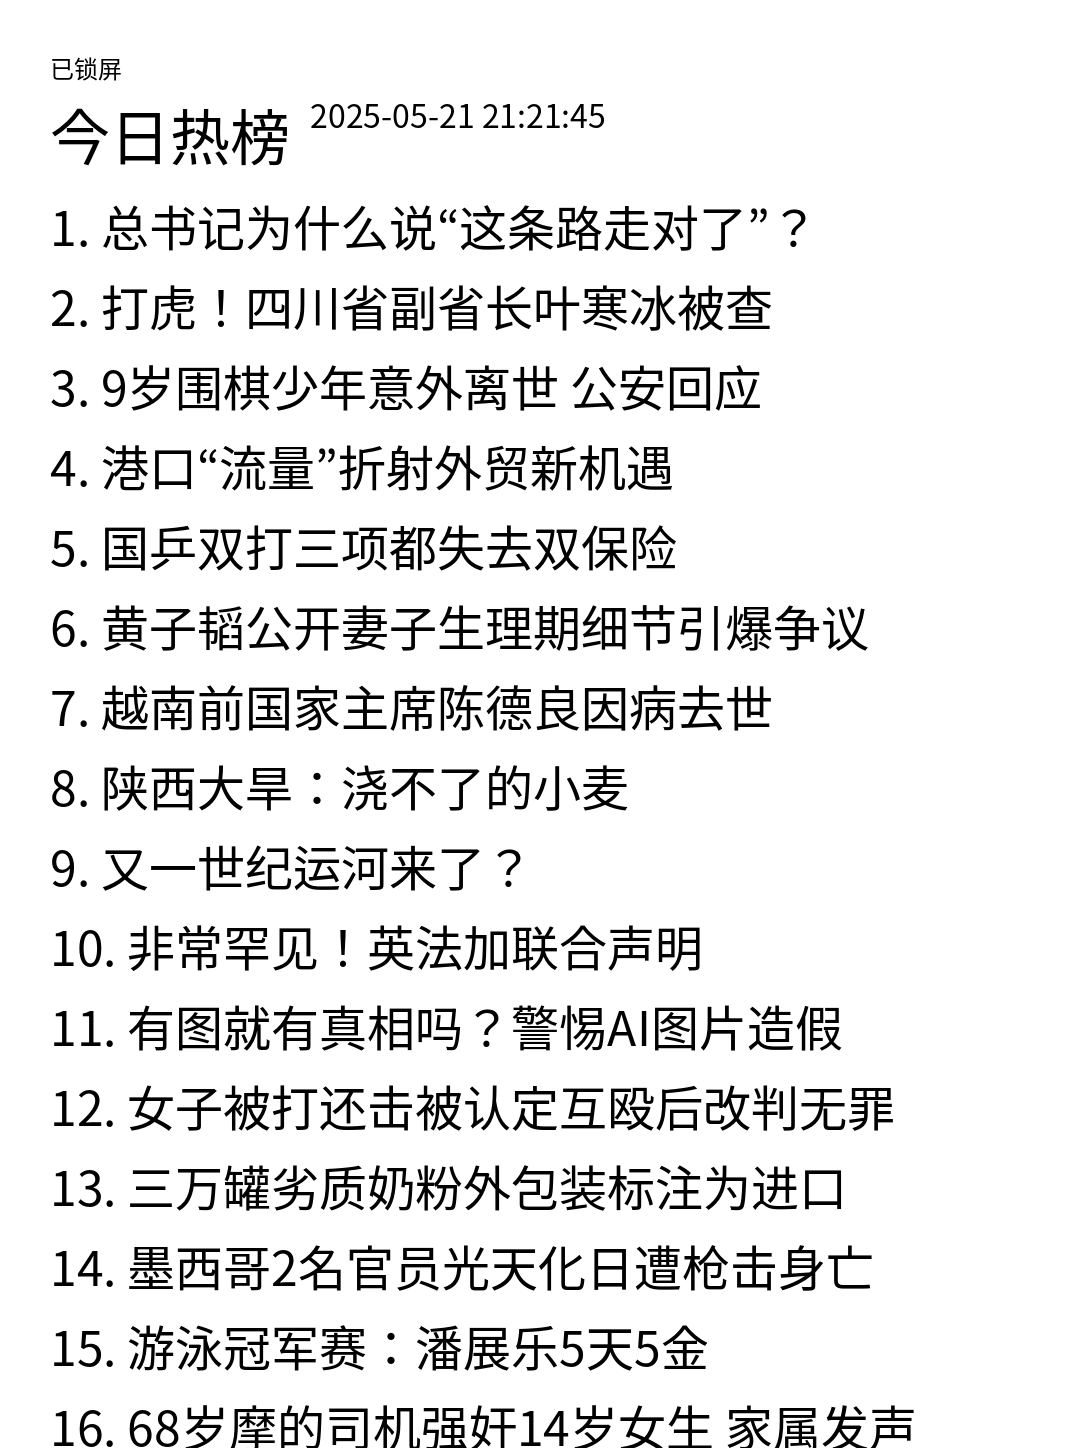 已锁屏
今日热榜 2025-05-21 21:21:45
1. 总书记为什么说“这条路走对了”？
2. 打虎！四川省副省长叶寒冰被查
3. 9岁围棋少年意外离世 公安回应
4. 港口“流量”折射外贸新机遇
5. 国乒双打三项都失去双保险
6. 黄子韬公开妻子生理期细节引爆争议
7. 越南前国家主席陈德良因病去世
8. 陕西大旱：浇不了的小麦
9. 又一世纪运河来了？
10. 非常罕见！英法加联合声明
11. 有图就有真相吗？警惕AI图片造假
12. 女子被打还击被认定互殴后改判无罪
13. 三万罐劣质奶粉外包装标注为进口
14. 墨西哥2名官员光天化日遭枪击身亡
15. 游泳冠军赛：潘展乐5天5金
16. 68岁摩的司机强奸14岁女生 家属发声